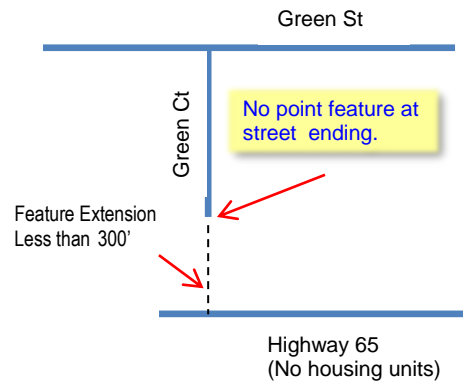 Green St
Green Ct
No point feature at
street ending.
Feature Extension
Less than 300’
Highway 65
(No housing units)